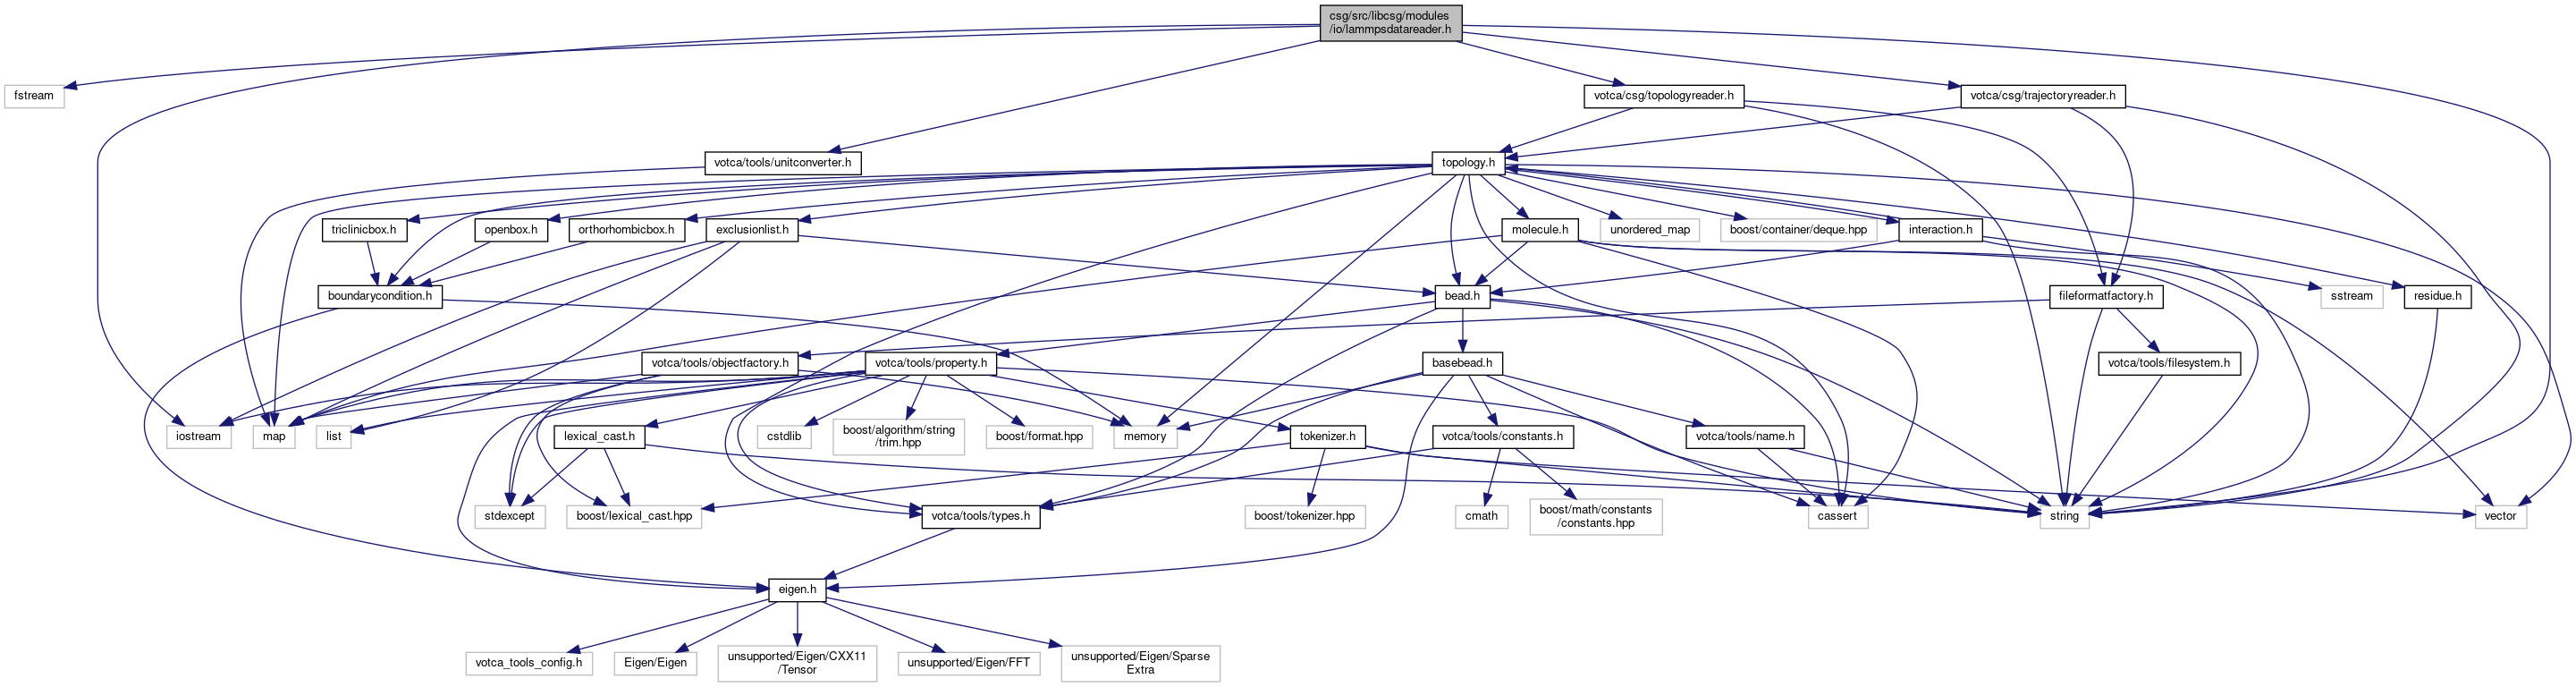 csg/src/libcsg/modules
/io/lammpsdatareader.h
fstream
votca/csg/topologyreader.h
votca/csg/trajectoryreader.h
votca/tools/unitconverter.h
topology.h
triclinicbox.h
openbox.h
orthorhombicbox.h
exclusionlist.h
molecule.h
unordered_map
boost/container/deque.hpp
interaction.h
boundarycondition.h
bead.h
fileformatfactory.h
sstream
residue.h
votca/tools/objectfactory.h
votca/tools/property.h
basebead.h
votca/tools/filesystem.h
iostream
map
list
lexical_cast.h
cstdlib
boost/algorithm/string
/trim.hpp
boost/format.hpp
memory
tokenizer.h
votca/tools/constants.h
votca/tools/name.h
stdexcept
boost/lexical_cast.hpp
votca/tools/types.h
boost/tokenizer.hpp
cmath
boost/math/constants
/constants.hpp
cassert
string
vector
eigen.h
votca_tools_config.h
Eigen/Eigen
unsupported/Eigen/CXX11
/Tensor
unsupported/Eigen/FFT
unsupported/Eigen/Sparse
Extra